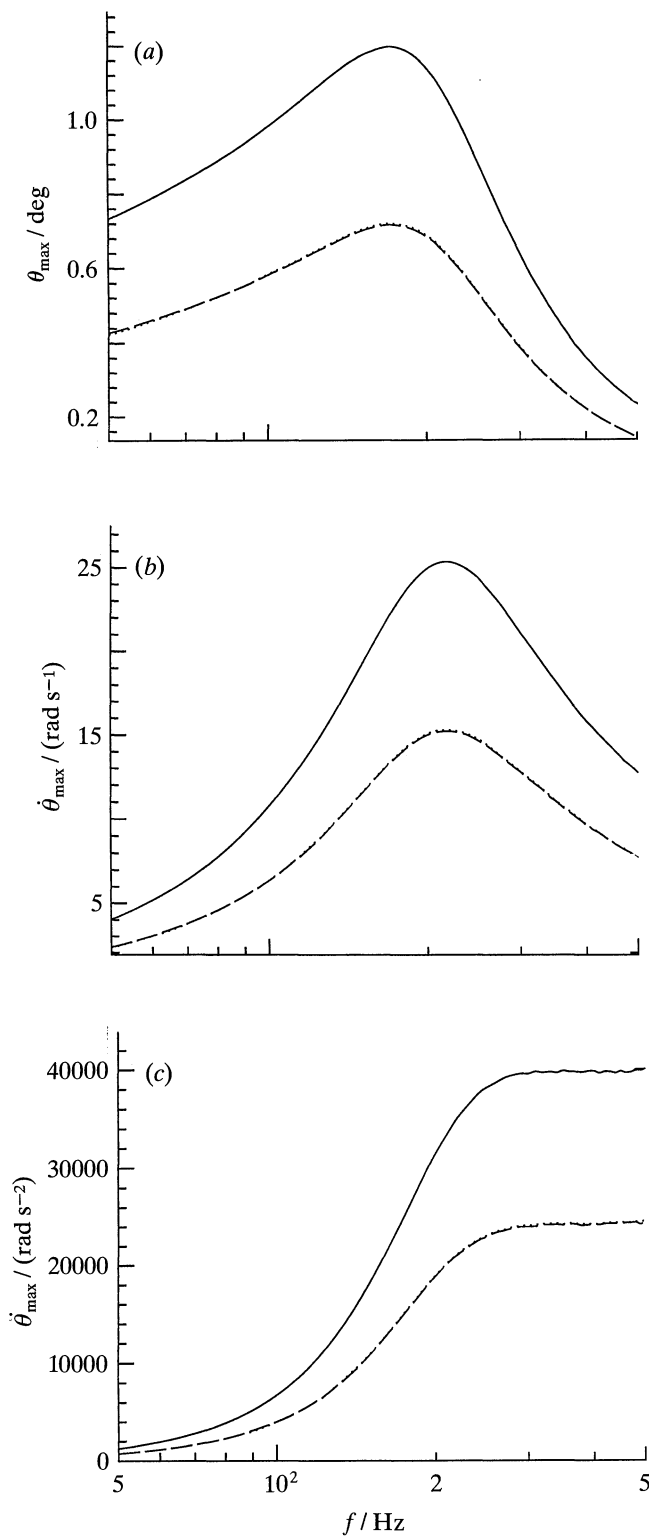 (a)
1.0
0.6
0.2
θmax / deg
(b)
25
15
5
θ̇max / (rad s−1)
(c)
40000
30000
20000
10000
0
θ̈max / (rad s−2)
5 10² 2 5
f / Hz